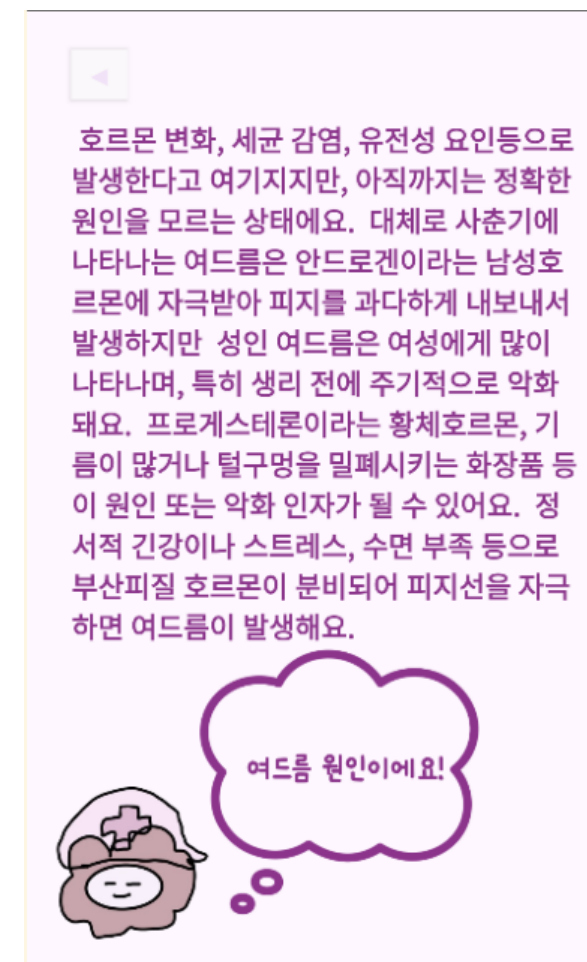 호르몬 변화, 세균 감염, 유전성 요인등으로
발생한다고 여기지지만, 아직까지는 정확한
원인을 모르는 상태에요. 대체로 사춘기에
나타나는 여드름은 안드로겐이라는 남성호
르몬에 자극받아 피지를 과다하게 내보내서
발생하지만 성인 여드름은 여성에게 많이
나타나며, 특히 생리 전에 주기적으로 악화
돼요. 프로게스테론이라는 황체호르몬, 기
름이 많거나 털구멍을 밀폐시키는 화장품 등
이 원인 또는 악화 인자가 될 수 있어요. 정
서적 긴강이나 스트레스, 수면 부족 등으로
부산피질 호르몬이 분비되어 피지선을 자극
하면 여드름이 발생해요.
여드름 원인이에요!